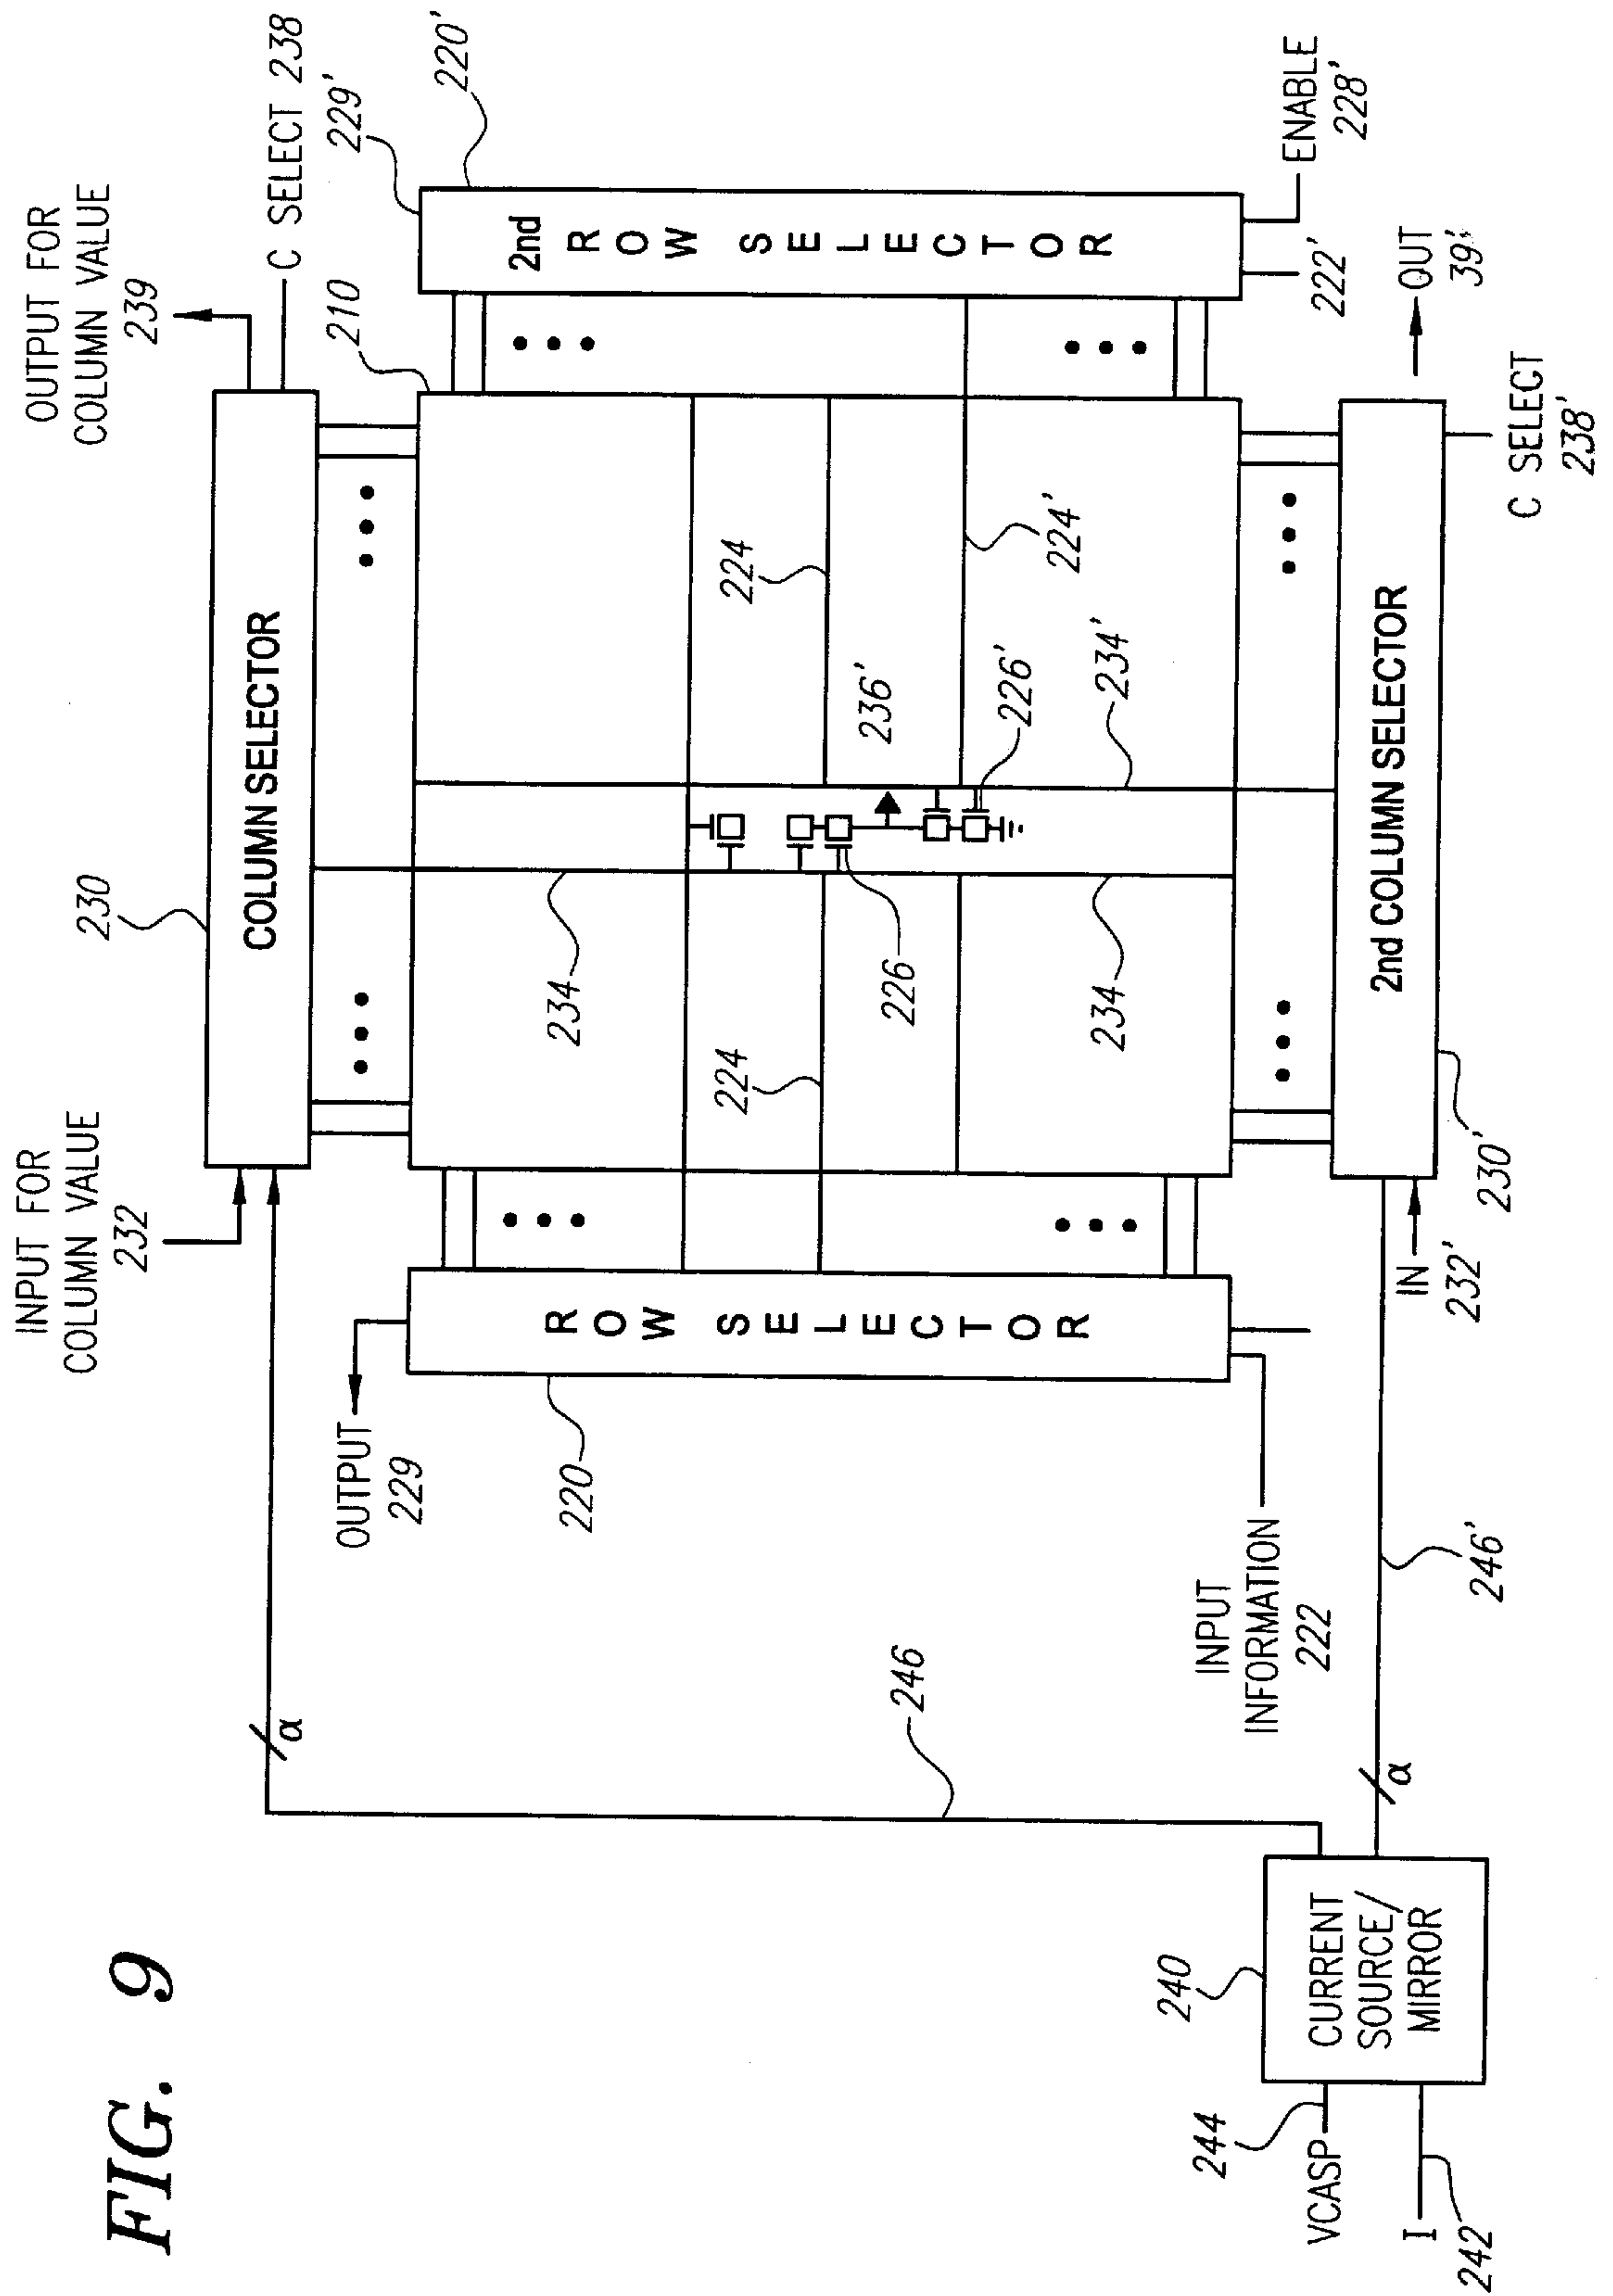 FIG. 9
INPUT FOR
COLUMN VALUE
232
230
COLUMN SELECTOR
OUTPUT FOR
COLUMN VALUE
239
C SELECT 238
229'
220'
210
OUTPUT
229
220
ROW SELECTOR
2nd ROW SELECTOR
234
224
224
226
236'
226'
224'
234'
234
α
246
INPUT
INFORMATION
222
222'
ENABLE
228'
240
CURRENT
SOURCE/
MIRROR
244
VCASP
I
242
α
246'
IN
232'
230'
2nd COLUMN SELECTOR
OUT
39'
C SELECT
238'